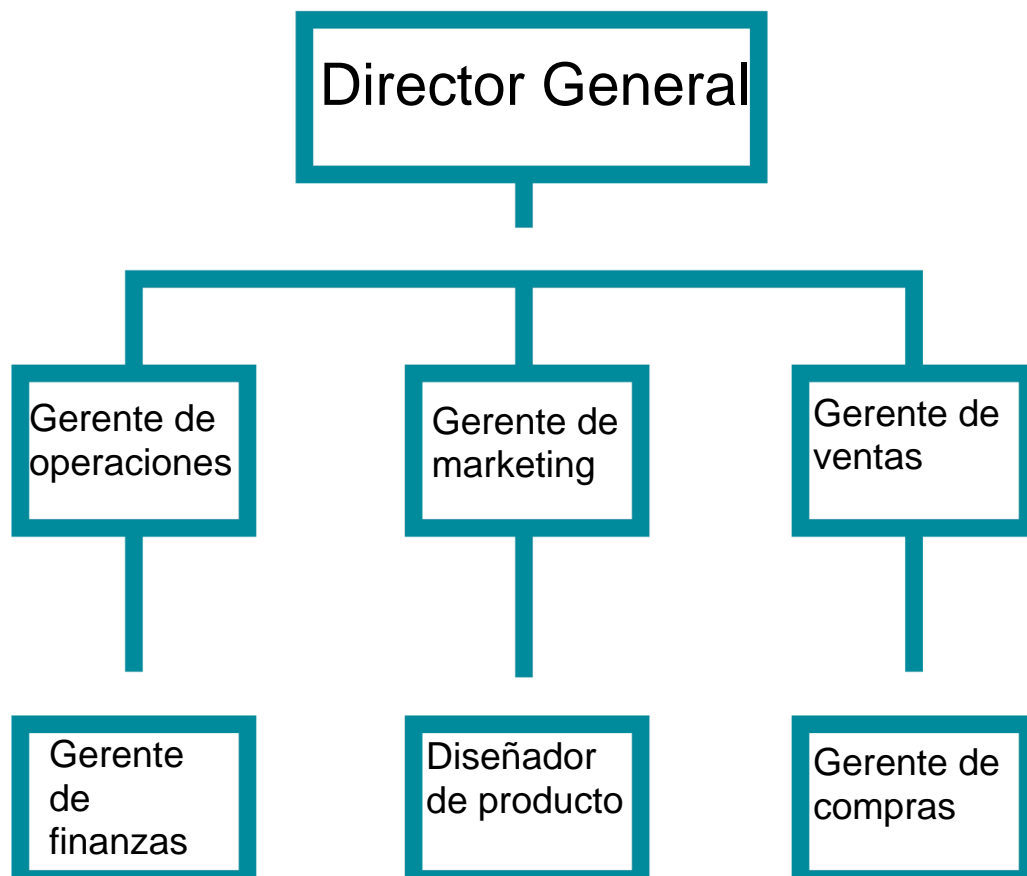 Director General
Gerente de
operaciones
Gerente de
marketing
Gerente de
ventas
Gerente
de
finanzas
Diseñador
de producto
Gerente de
compras